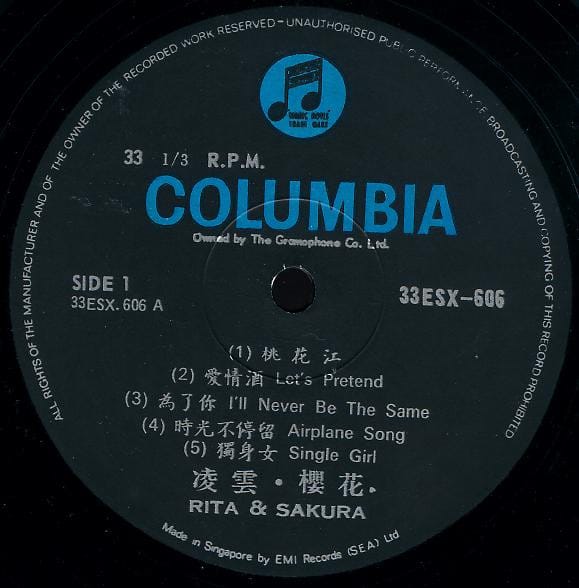 ALL RIGHTS OF THE MANUFACTURER AND OF THE OWNER OF THE RECORDED WORK RESERVED-UNAUTHORISED PUBLIC PERFORMANCE, BROADCASTING AND COPYING OF THIS RECORD PROHIBITED
"MAGIC NOTES"
TRADE MARK
33 1/3 R.P.M.
COLUMBIA
Owned by The Gramophone Co. Ltd.
SIDE 1
33ESX. 606 A
33ESX-606
(1) 桃花江
(2) 愛情酒 Let's Pretend
(3) 為了你 I'll Never Be The Same
(4) 時光不停留 Airplane Song
(5) 獨身女 Single Girl
凌雲·櫻花.
RITA & SAKURA
Made in Singapore by EMI Records (SEA) Ltd